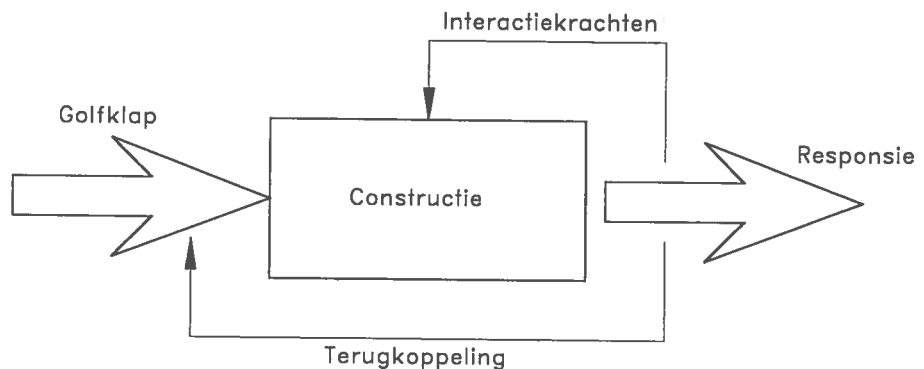 Interactiekrachten
Golfklap
Responsie
Constructie
Terugkoppeling